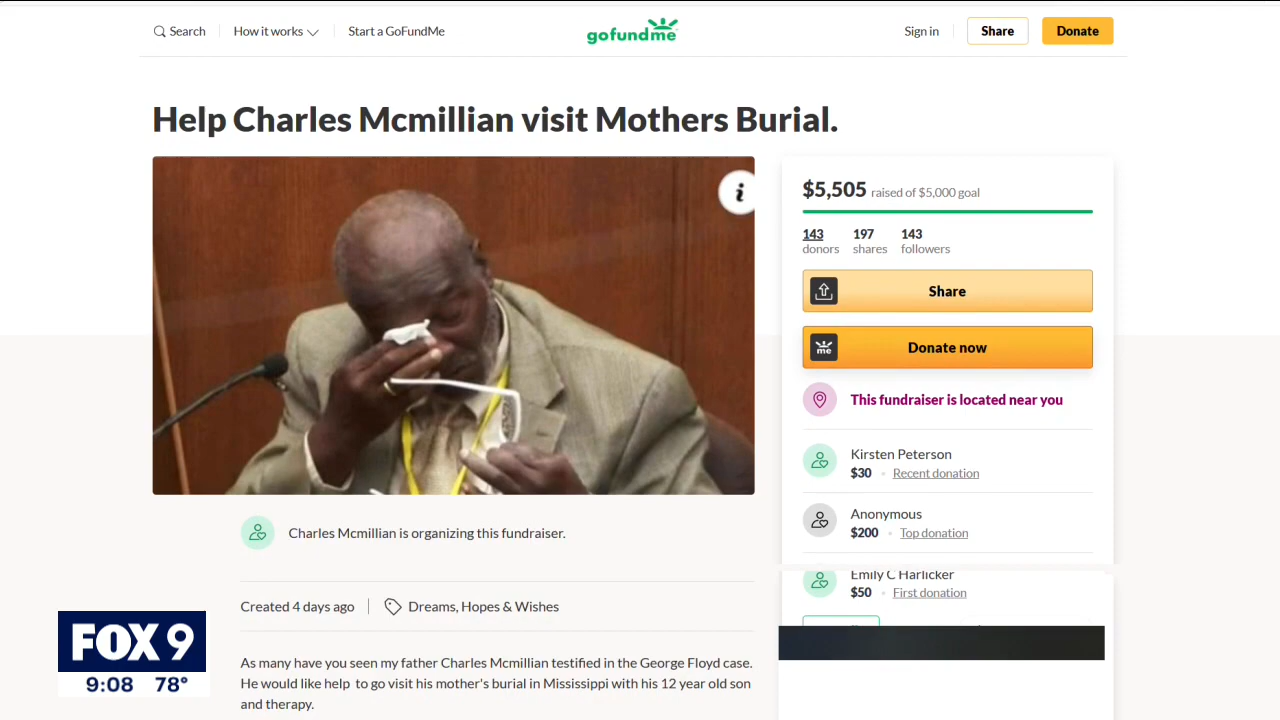 Search
How it works
Start a GoFundMe
gofundme
Sign in
Share
Donate
Help Charles Mcmillian visit Mothers Burial.
i
$5,505 raised of $5,000 goal
143 197 143
donors shares followers
Share
me Donate now
This fundraiser is located near you
Kirsten Peterson
$30 • Recent donation
Anonymous
$200 • Top donation
Emily C Harlicker
$50 • First donation
Charles Mcmillian is organizing this fundraiser.
Created 4 days ago
Dreams, Hopes & Wishes
As many have you seen my father Charles Mcmillian testified in the George Floyd case.
He would like help to go visit his mother's burial in Mississippi with his 12 year old son
and therapy.
FOX 9
9:08 78°